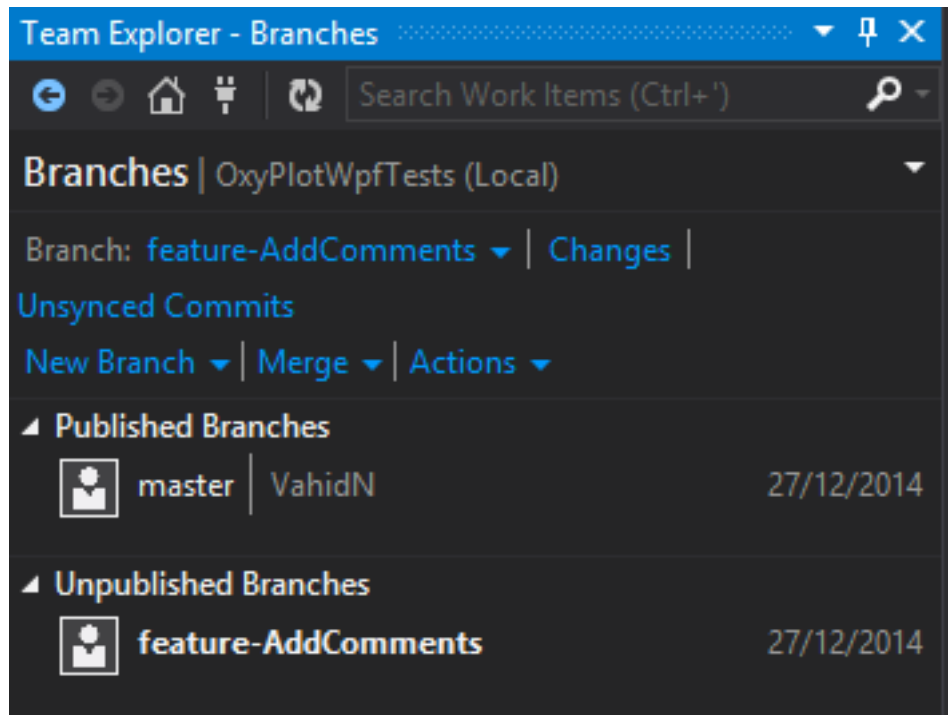 Team Explorer - Branches
Search Work Items (Ctrl+')
Branches | OxyPlotWpfTests (Local)
Branch: feature-AddComments | Changes |
Unsynced Commits
New Branch | Merge | Actions
Published Branches
master | VahidN 27/12/2014
Unpublished Branches
feature-AddComments 27/12/2014